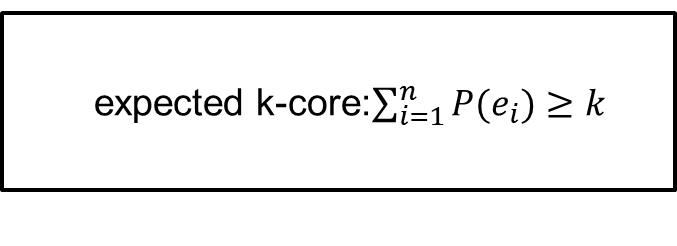 expected k-core:∑ⁿᵢ₌₁ P(eᵢ) ≥ k